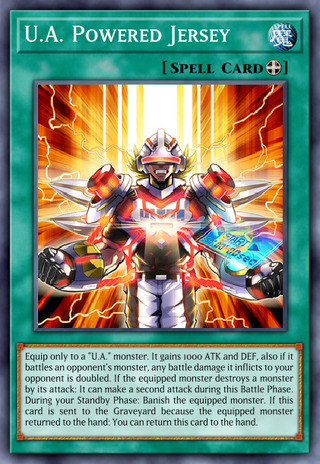 U.A. Powered Jersey
魔
[Spell Card]
START
00:00sec
Equip only to a "U.A." monster. It gains 1000 ATK and DEF, also if it
battles an opponent's monster, any battle damage it inflicts to your
opponent is doubled. If the equipped monster destroys a monster
by its attack: It can make a second attack during this Battle Phase.
During your Standby Phase: Banish the equipped monster. If this
card is sent to the Graveyard because the equipped monster
returned to the hand: You can return this card to the hand.